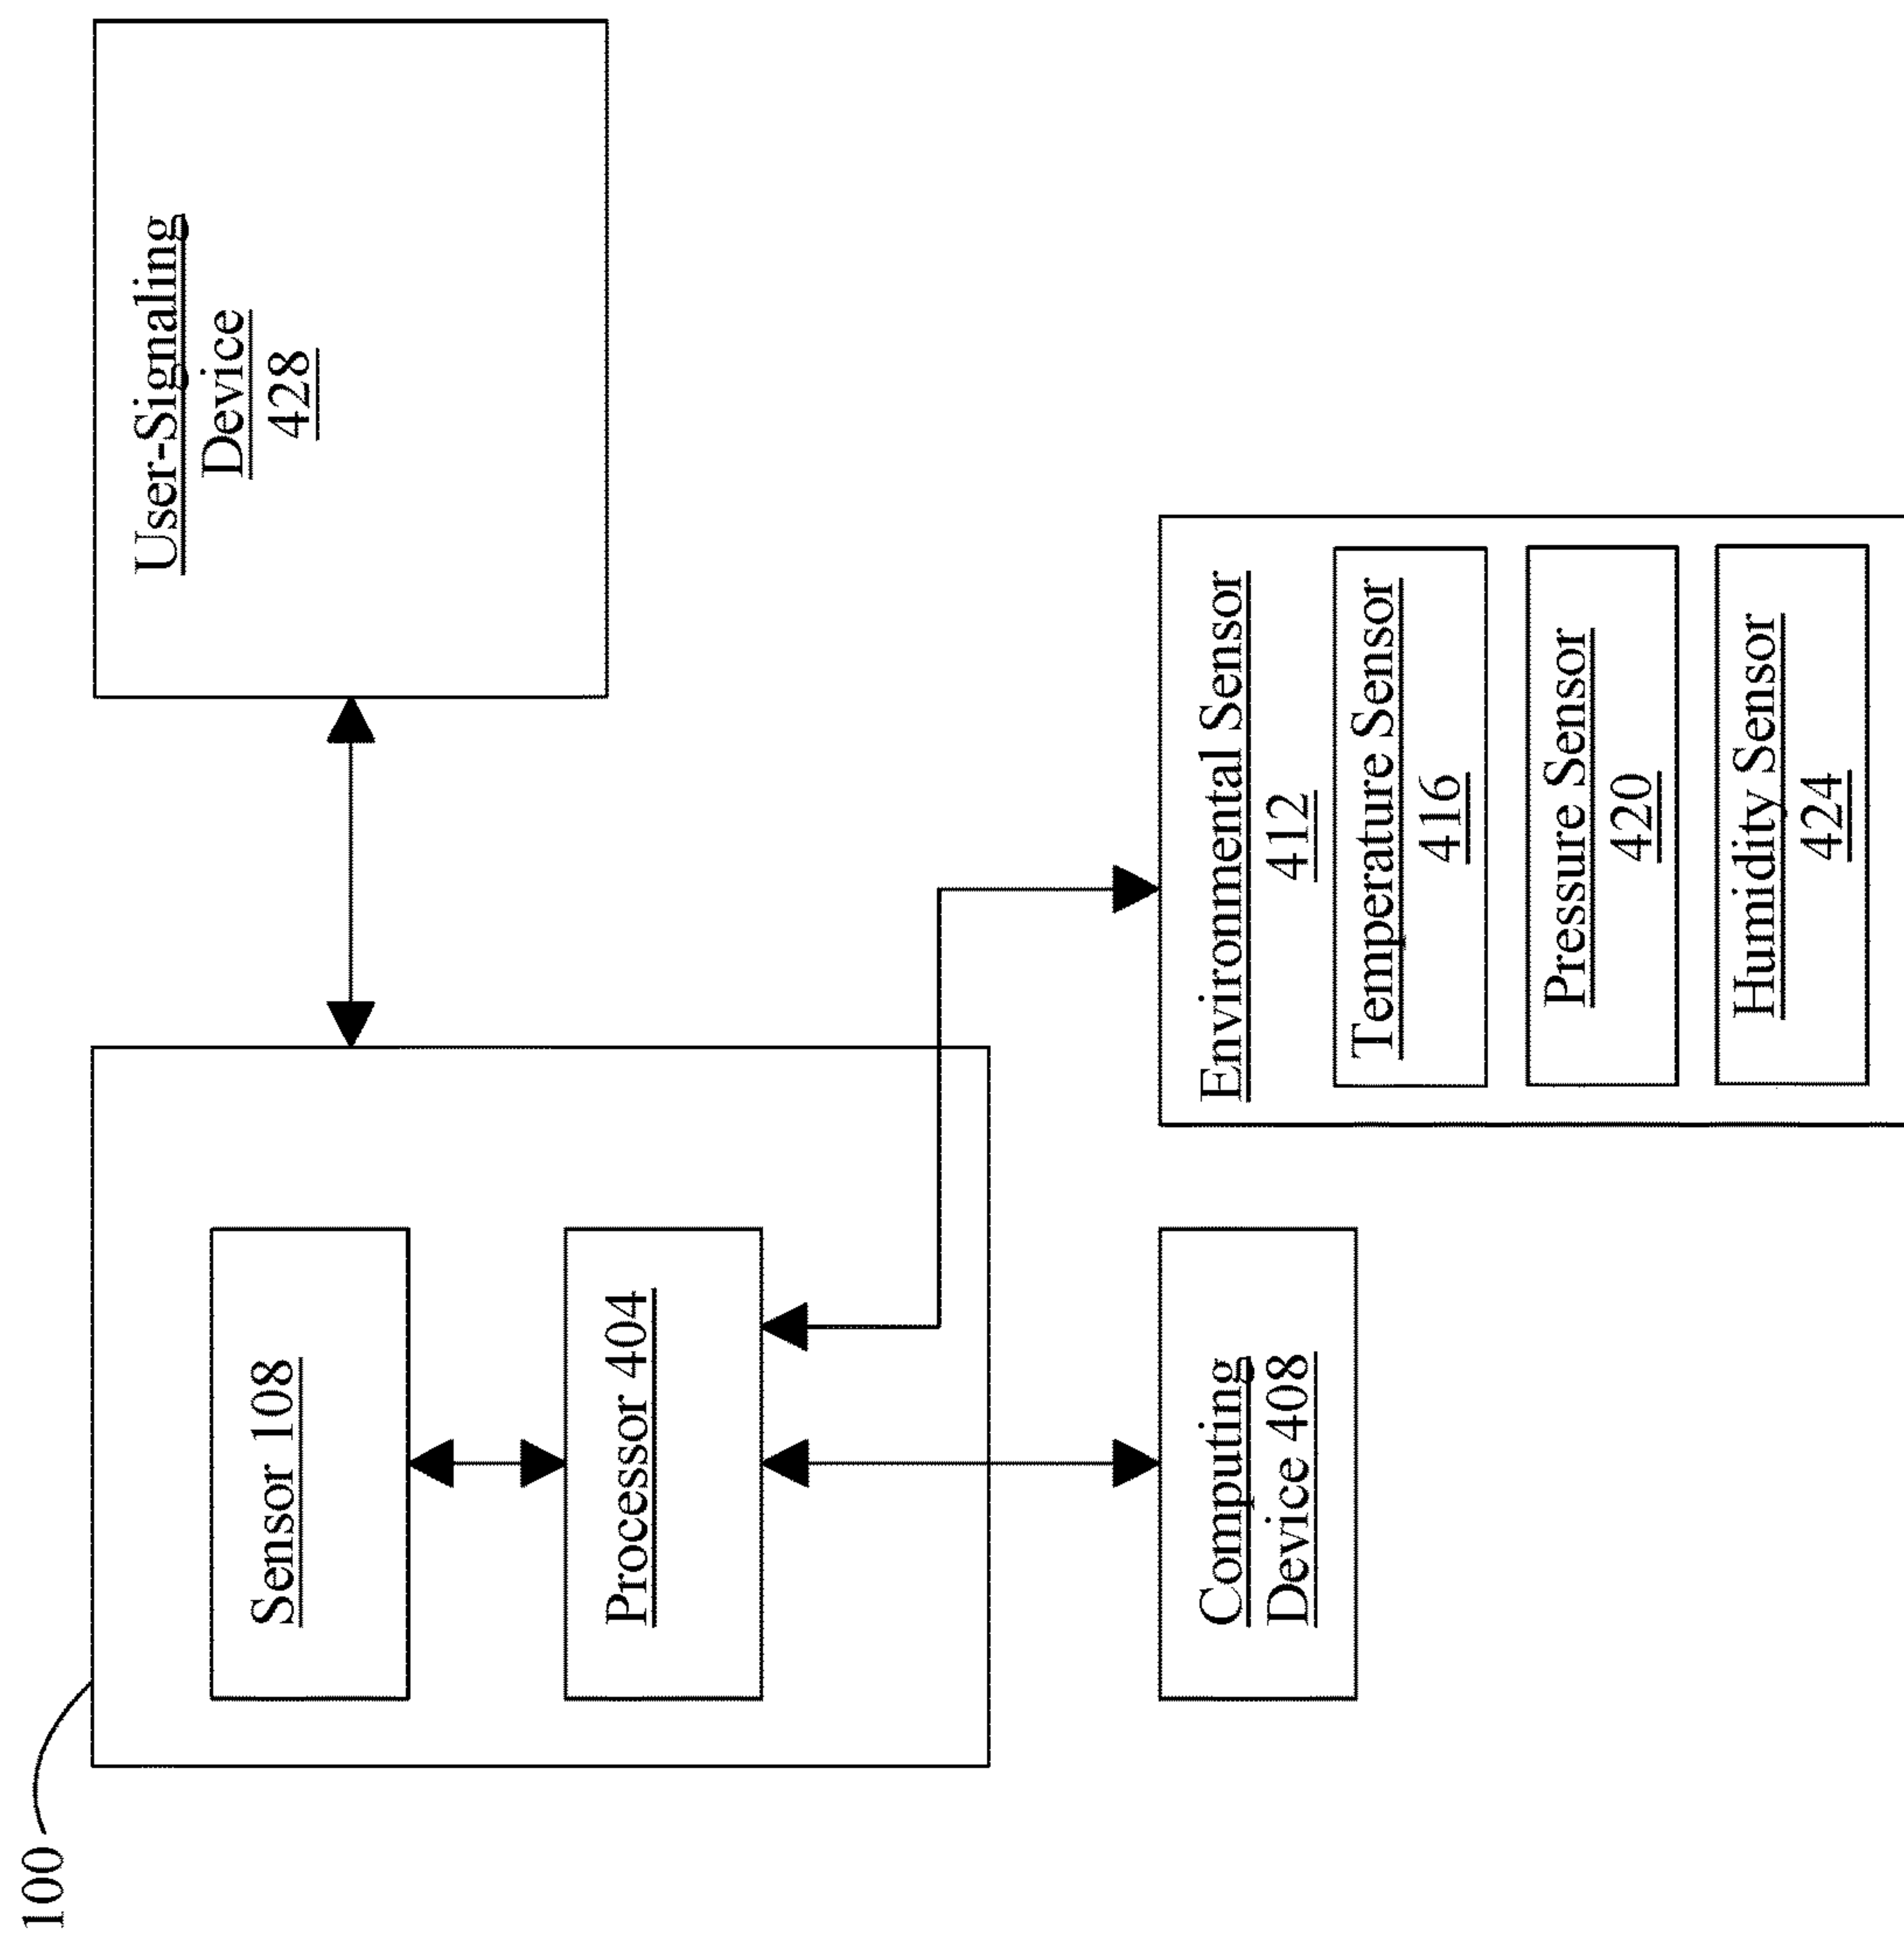 100
Sensor 108
Processor 404
User-Signaling
Device
428
Computing
Device 408
Environmental Sensor
412
Temperature Sensor
416
Pressure Sensor
420
Humidity Sensor
424